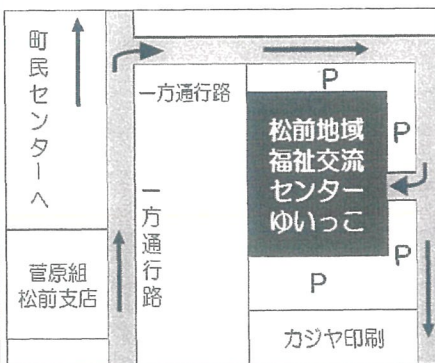 町民センターへ
一方通行路
P
松前地域
福祉交流
センター
ゆいっこ
P
一方通行路
菅原組
松前支店
P
P
カジヤ印刷